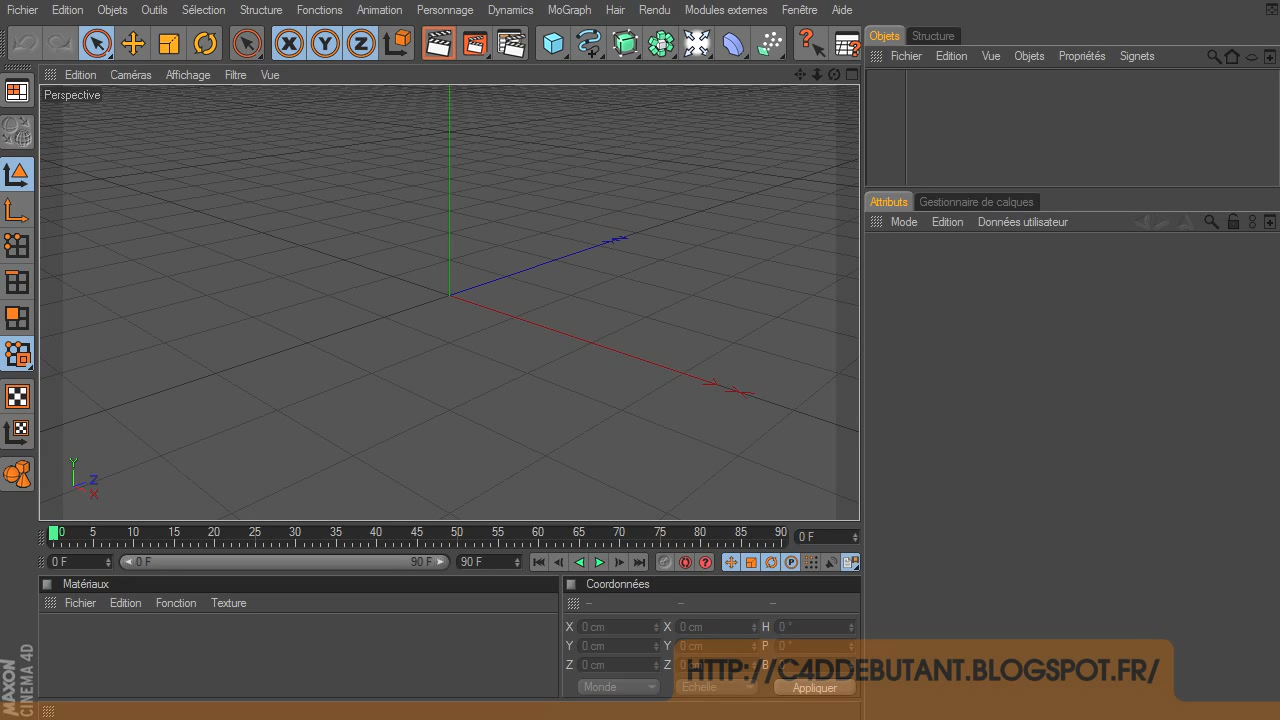 Fichier Edition Objets Outils Sélection Structure Fonctions Animation Personnage Dynamics MoGraph Hair Rendu Modules externes Fenêtre Aide
X Y Z
Objets Structure
Fichier Edition Vue Objets Propriétés Signets
Edition Caméras Affichage Filtre Vue
Perspective
Attributs Gestionnaire de calques
Mode Edition Données utilisateur
Y
Z
X
0 5 10 15 20 25 30 35 40 45 50 55 60 65 70 75 80 85 90 0 F
0 F 0 F 90 F 90 F
Matériaux Coordonnées
Fichier Edition Fonction Texture -- -- --
X 0 cm X 0 cm H 0 °
Y 0 cm Y 0 cm P 0 °
Z 0 cm Z 0 cm B
HTTP://C4DDEBUTANT.BLOGSPOT.FR/
Monde Echelle Appliquer
MAXON
CINEMA 4D